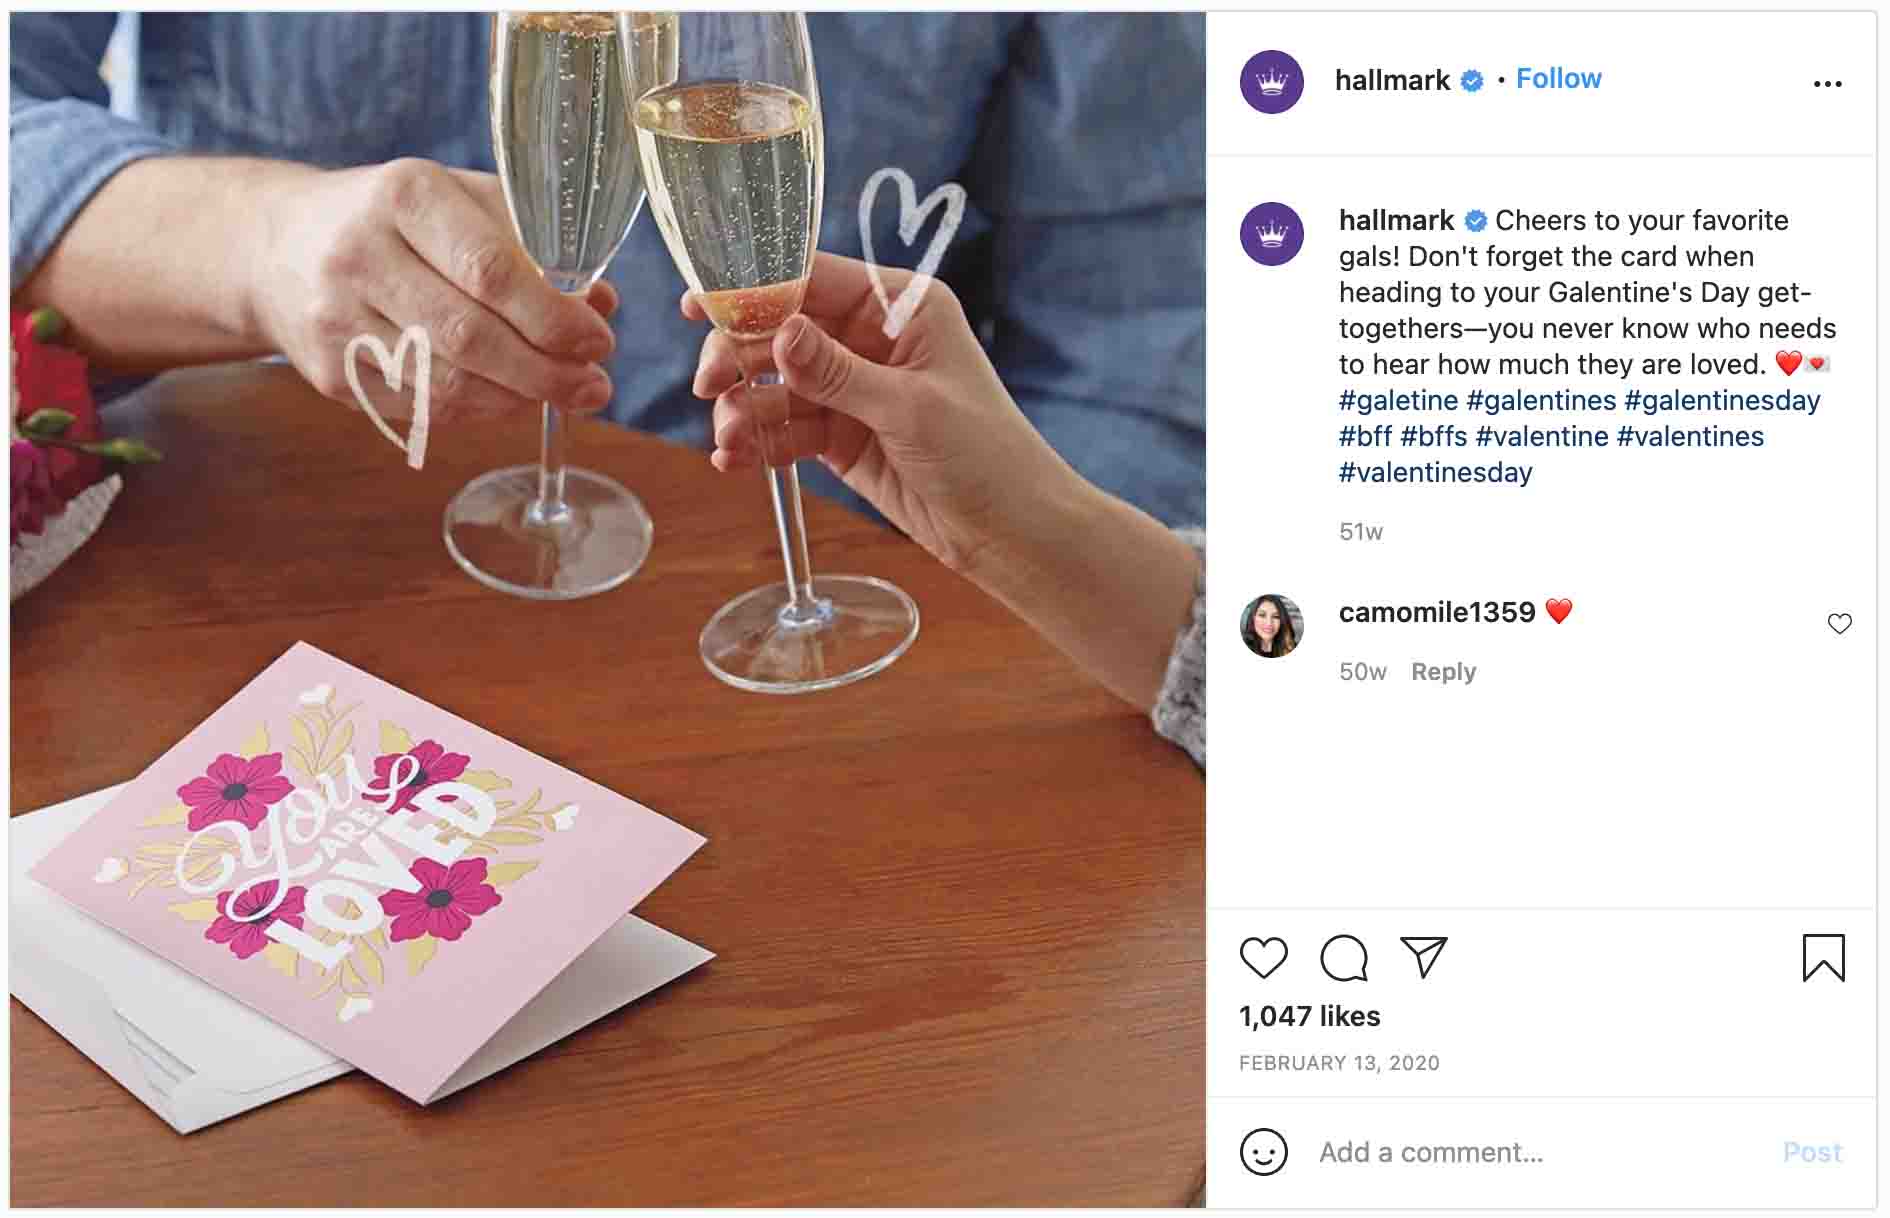 You
ARE
LOVED
hallmark • Follow
hallmark Cheers to your favorite
gals! Don't forget the card when
heading to your Galentine's Day get-
togethers—you never know who needs
to hear how much they are loved. ❤️💌
#galetine #galentines #galentinesday
#bff #bffs #valentine #valentines
#valentinesday
51w
camomile1359 ❤️
50w Reply
1,047 likes
FEBRUARY 13, 2020
Add a comment... Post